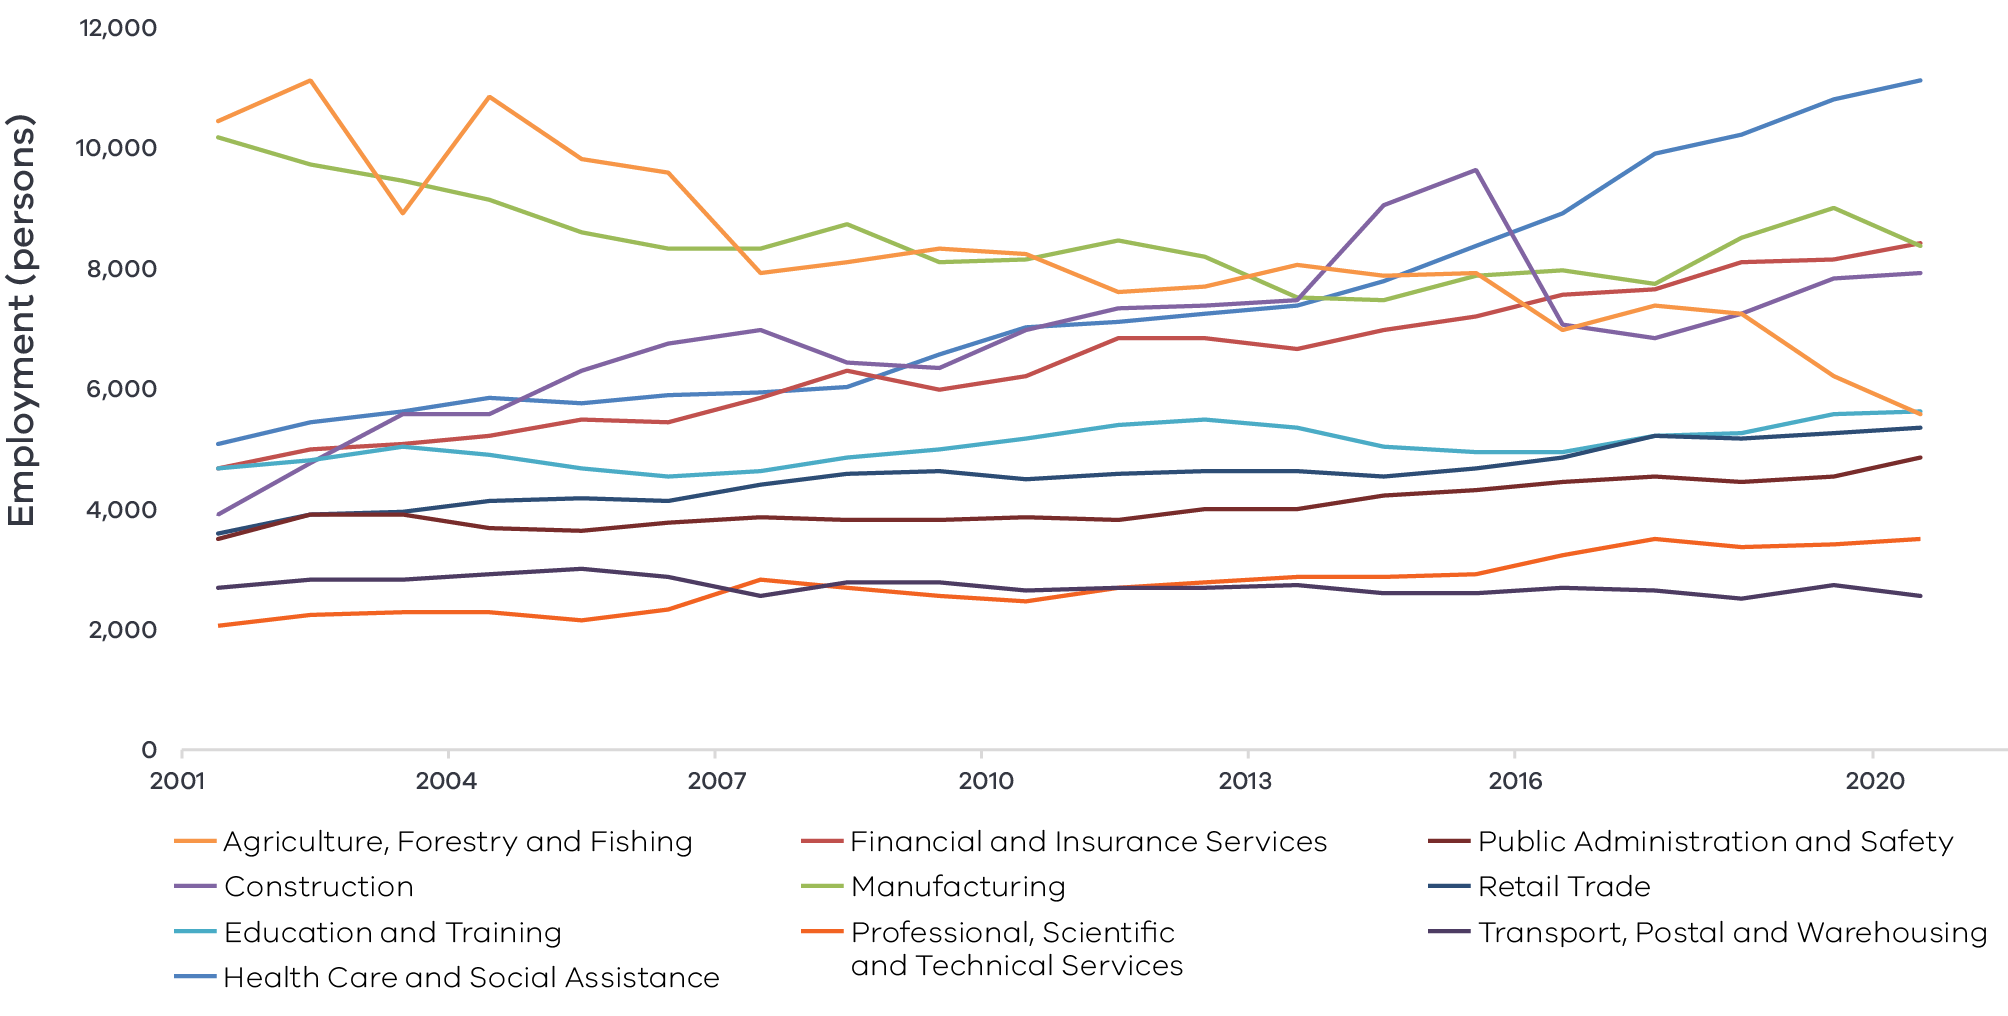 12,000
10,000
8,000
6,000
4,000
2,000
0
Employment (persons)
2001 2004 2007 2010 2013 2016 2020
Agriculture, Forestry and Fishing
Construction
Education and Training
Health Care and Social Assistance
Financial and Insurance Services
Manufacturing
Professional, Scientific
and Technical Services
Public Administration and Safety
Retail Trade
Transport, Postal and Warehousing